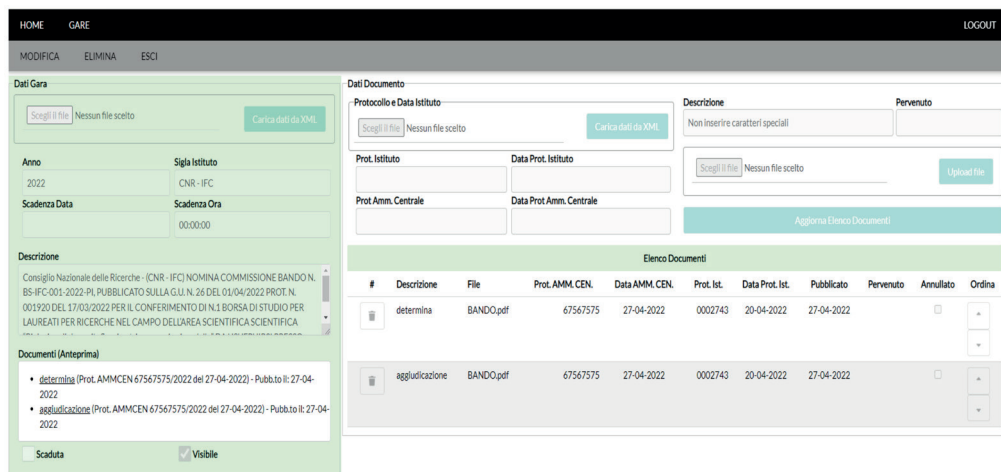 HOME GARE LOGOUT
MODIFICA ELIMINA ESCI
Dati Gara
Scegli il file Nessun file scelto Carica dati da XML
Anno Sigla Istituto
2022 CNR - IFC
Scadenza Data Scadenza Ora
00:00:00
Descrizione
Consiglio Nazionale delle Ricerche - (CNR - IFC) NOMINA COMMISSIONE BANDO N.
BS-IFC-001-2022-PI, PUBBLICATO SULLA G.U. N. 26 DEL 01/04/2022 PROT. N.
001920 DEL 17/03/2022 PER IL CONFERIMENTO DI N.1 BORSA DI STUDIO PER
LAUREATI PER RICERCHE NEL CAMPO DELL'AREA SCIENTIFICA SCIENTIFICA
Documenti (Anteprima)
determina (Prot. AMMCEN 67567575/2022 del 27-04-2022) - Pubb.to il: 27-04-
2022
aggiudicazione (Prot. AMMCEN 67567575/2022 del 27-04-2022) - Pubb.to il: 27-04-
2022
Scaduta Visibile
Dati Documento
Protocollo e Data Istituto
Scegli il file Nessun file scelto Carica dati da XML
Prot. Istituto Data Prot. Istituto
Prot Amm. Centrale Data Prot Amm. Centrale
Descrizione Pervenuto
Non inserire caratteri speciali
Scegli il file Nessun file scelto Upload file
Aggiorna Elenco Documenti
Elenco Documenti
# Descrizione File Prot. AMM. CEN. Data AMM. CEN. Prot. Ist. Data Prot. Ist. Pubblicato Pervenuto Annullato Ordina
determina BANDO.pdf 67567575 27-04-2022 0002743 20-04-2022 27-04-2022
aggiudicazione BANDO.pdf 67567575 27-04-2022 0002743 20-04-2022 27-04-2022